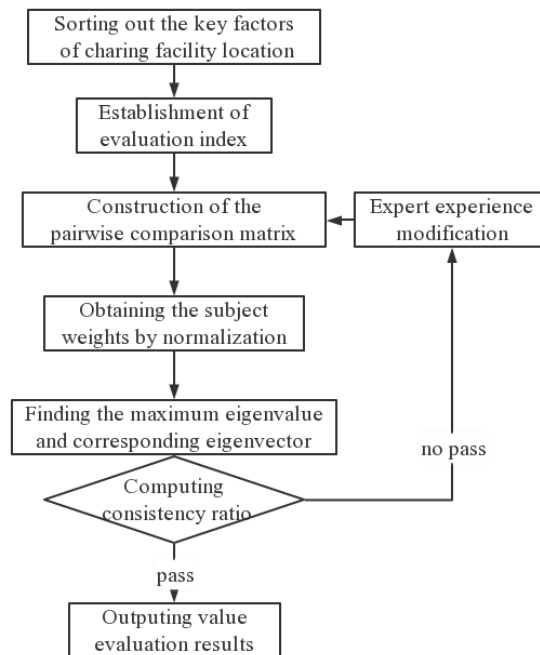 Sorting out the key factors
of charing facility location
Establishment of
evaluation index
Construction of the
pairwise comparison matrix
Expert experience
modification
Obtaining the subject
weights by normalization
Finding the maximum eigenvalue
and corresponding eigenvector
no pass
Computing
consistency ratio
pass
Outputing value
evaluation results